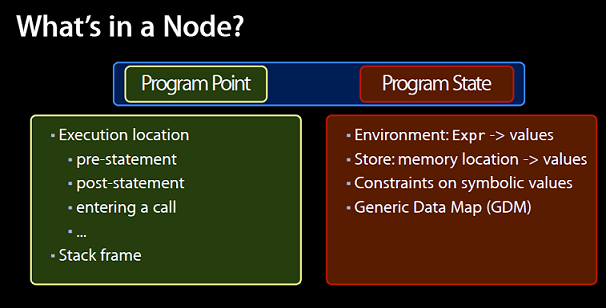 What's in a Node?
Program Point
Program State
▪ Execution location
▪ pre-statement
▪ post-statement
▪ entering a call
▪ ...
▪ Stack frame
▪ Environment: Expr -> values
▪ Store: memory location -> values
▪ Constraints on symbolic values
▪ Generic Data Map (GDM)